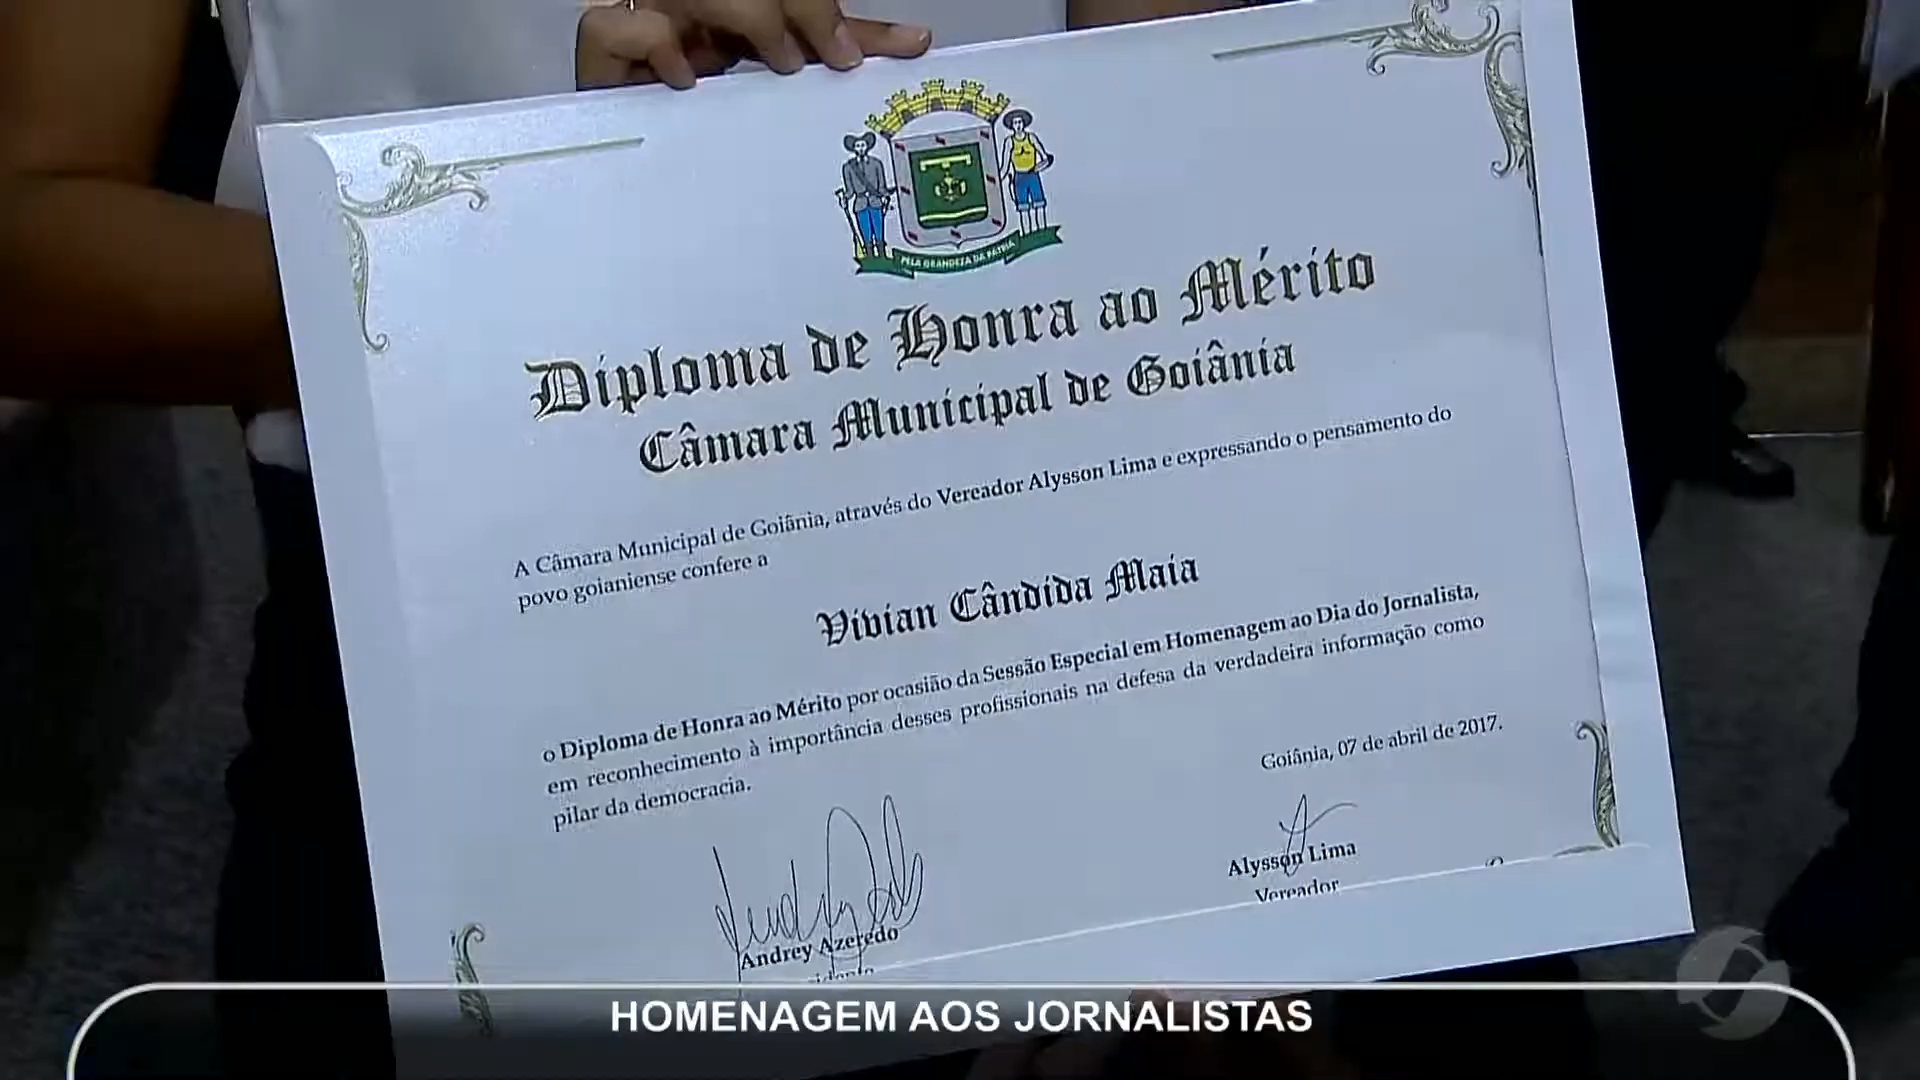 PELA GRANDEZA DA PÁTRIA
Diploma de Honra ao Mérito
Câmara Municipal de Goiânia
A Câmara Municipal de Goiânia, através do Vereador Alysson Lima e expressando o pensamento do
povo goianiense confere a
Vivian Cândida Maia
o Diploma de Honra ao Mérito por ocasião da Sessão Especial em Homenagem ao Dia do Jornalista,
em reconhecimento à importância desses profissionais na defesa da verdadeira informação como
pilar da democracia.
Goiânia, 07 de abril de 2017.
Alysson Lima
Vereador
Andrey Azeredo
HOMENAGEM AOS JORNALISTAS